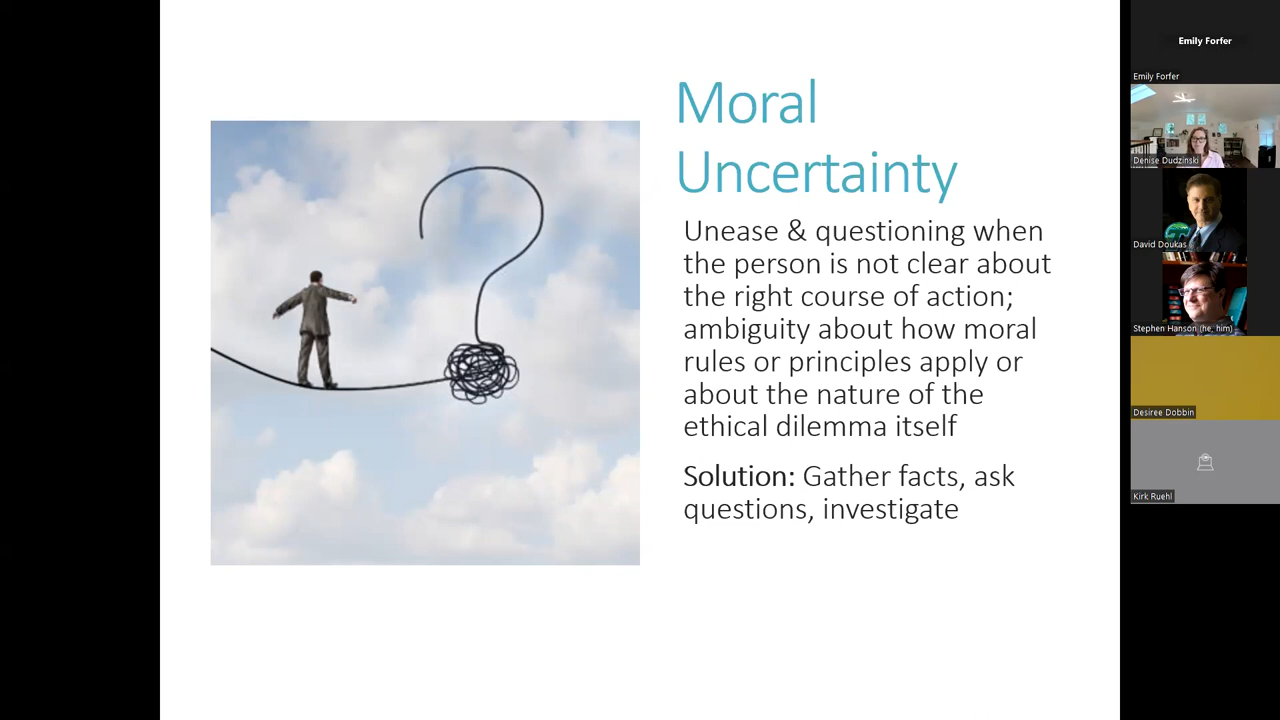 Moral
Uncertainty
Unease & questioning when
the person is not clear about
the right course of action;
ambiguity about how moral
rules or principles apply or
about the nature of the
ethical dilemma itself
Solution: Gather facts, ask
questions, investigate
Emily Forfer
Emily Forfer
Denise Dudzinski
David Doukas
Stephen Hanson (he, him)
Desiree Dobbin
Kirk Ruehl